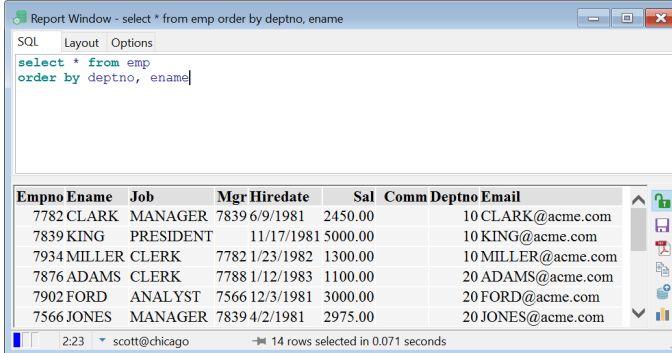 Report Window - select * from emp order by deptno, ename
SQL Layout Options
select * from emp
order by deptno, ename
Empno Ename Job Mgr Hiredate Sal Comm Deptno Email
7782 CLARK MANAGER 7839 6/9/1981 2450.00 10 CLARK@acme.com
7839 KING PRESIDENT 11/17/1981 5000.00 10 KING@acme.com
7934 MILLER CLERK 7782 1/23/1982 1300.00 10 MILLER@acme.com
7876 ADAMS CLERK 7788 1/12/1983 1100.00 20 ADAMS@acme.com
7902 FORD ANALYST 7566 12/3/1981 3000.00 20 FORD@acme.com
7566 JONES MANAGER 7839 4/2/1981 2975.00 20 JONES@acme.com
2:23 scott@chicago 14 rows selected in 0.071 seconds